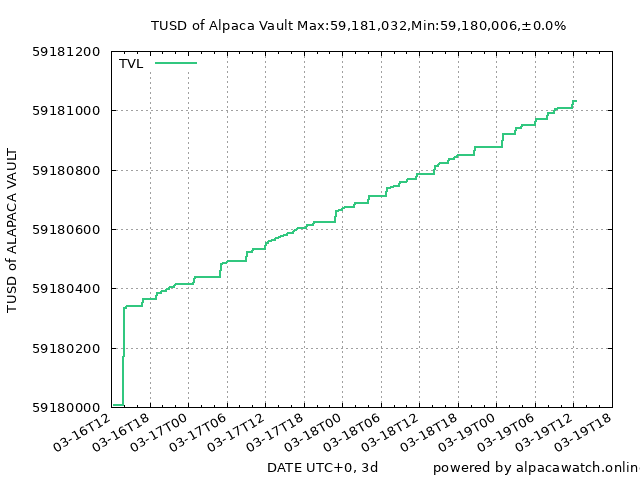 TUSD of Alpaca Vault Max:59,181,032,Min:59,180,006,±0.0%
TVL
59181200
59181000
59180800
59180600
59180400
59180200
59180000
TUSD of ALAPACA VAULT
03-16T12
03-16T18
03-17T00
03-17T06
03-17T12
03-17T18
03-18T00
03-18T06
03-18T12
03-18T18
03-19T00
03-19T06
03-19T12
03-19T18
DATE UTC+0, 3d
powered by alpacawatch.onlin